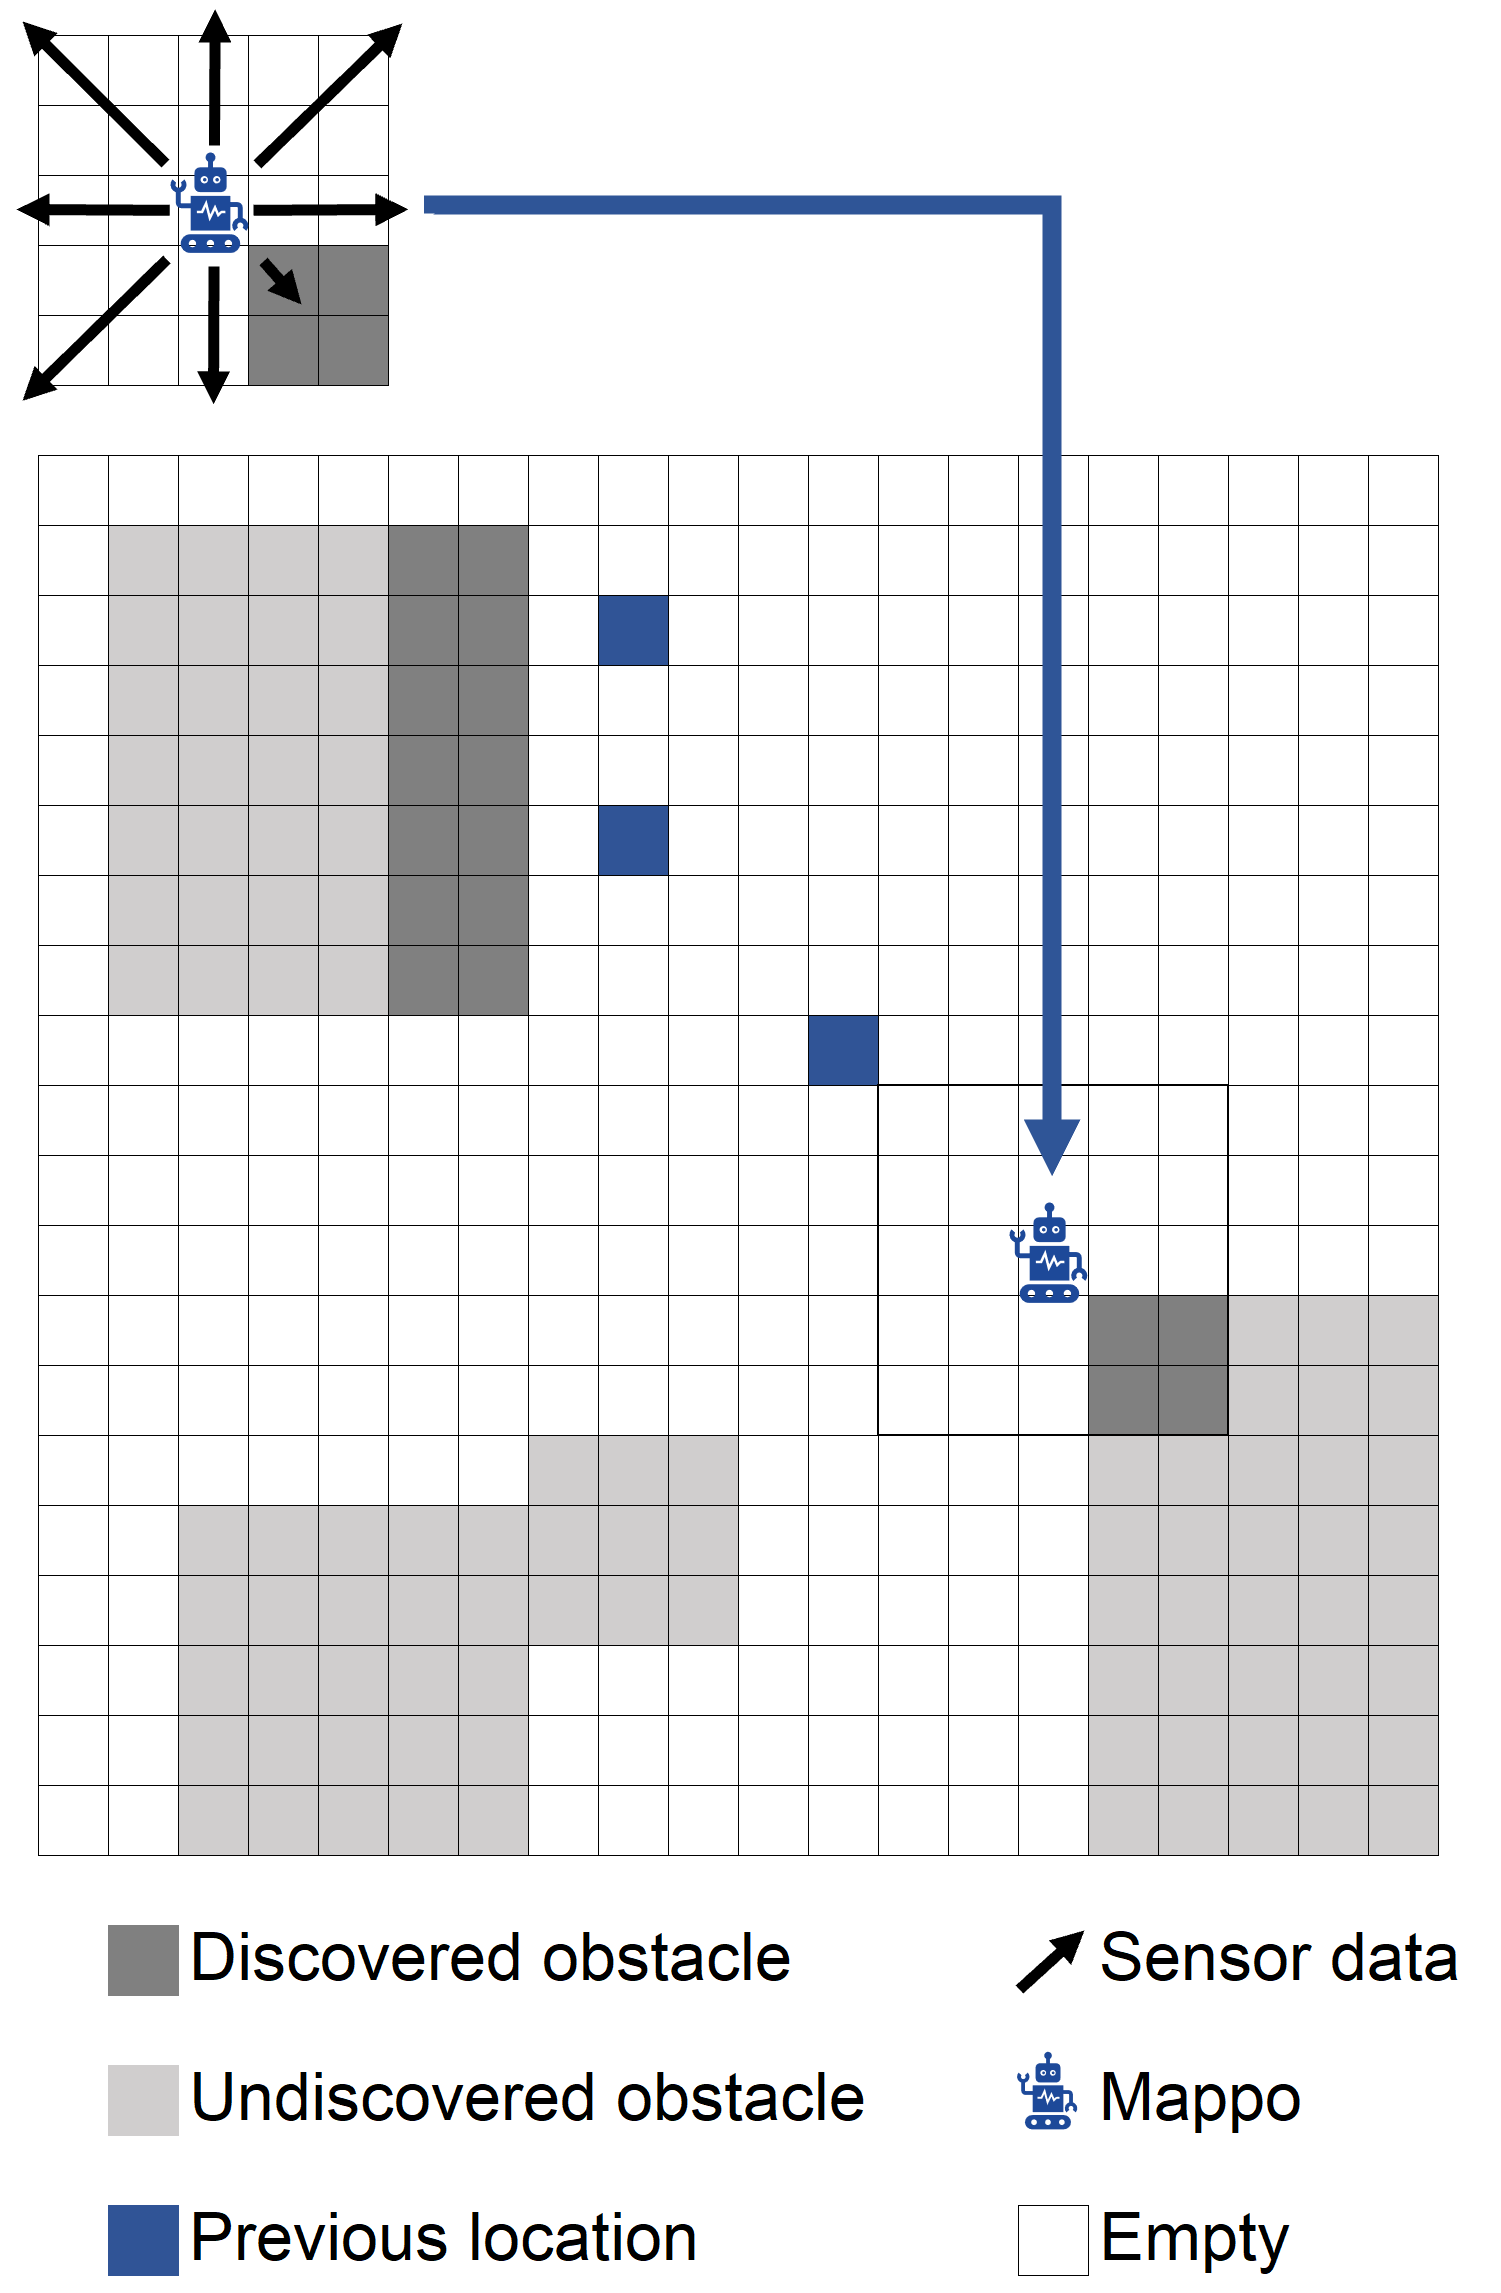 Discovered obstacle
Sensor data
Undiscovered obstacle
Mappo
Previous location
Empty